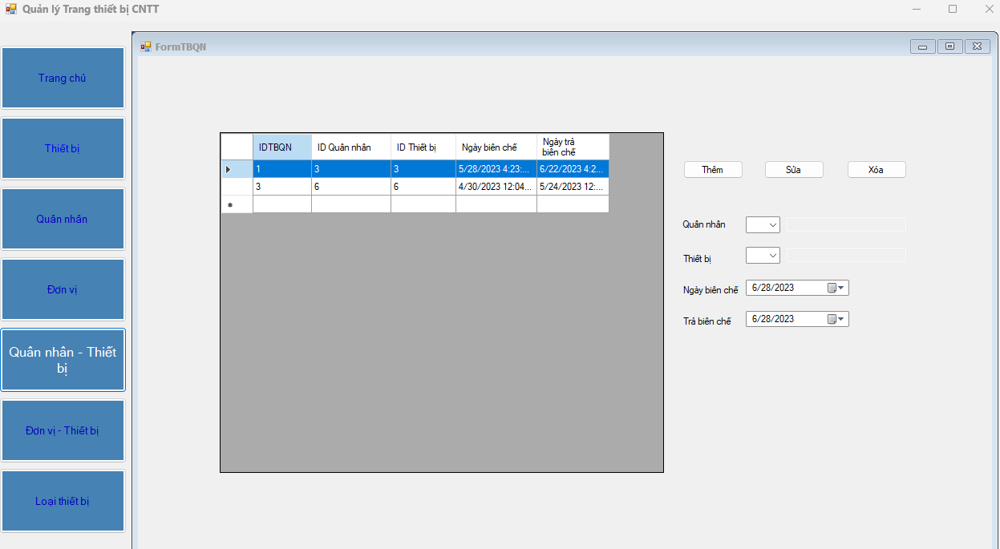 Quản lý Trang thiết bị CNTT
Trang chủ
Thiết bị
Quân nhân
Đơn vị
Quân nhân - Thiết
bị
Đơn vị - Thiết bị
Loại thiết bị
FormTBQN
IDTBQN ID Quân nhân ID Thiết bị Ngày biên chế Ngày trả
biên chế
1 3 3 5/28/2023 4:23:... 6/22/2023 4:2...
3 6 6 4/30/2023 12:04... 5/24/2023 12:...
Thêm Sửa Xóa
Quân nhân
Thiết bị
Ngày biên chế 6/28/2023
Trả biên chế 6/28/2023